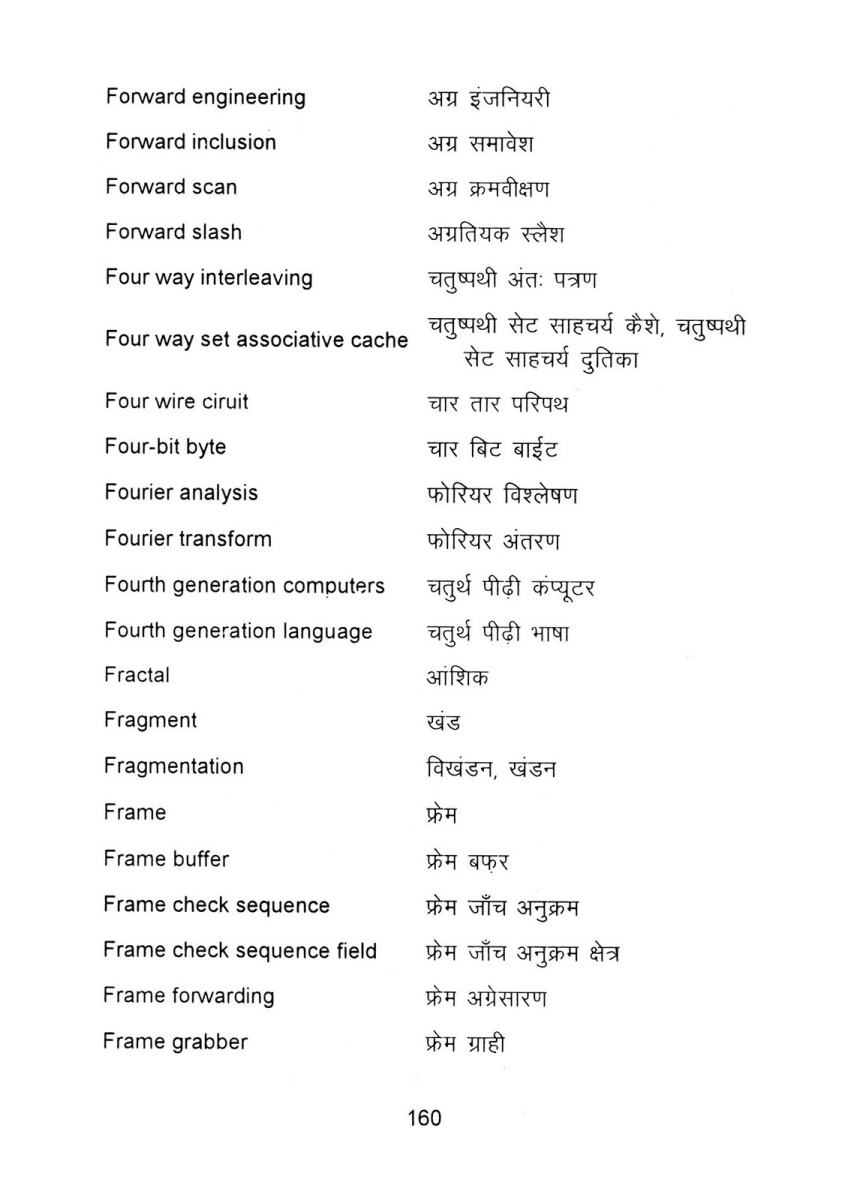 Forward engineering अग्र इंजनियरी
Forward inclusion अग्र समावेश
Forward scan अग्र क्रमवीक्षण
Forward slash अग्रतियक स्लैश
Four way interleaving चतुष्पथी अंतः पत्रण
Four way set associative cache चतुष्पथी सेट साहचर्य कैशे, चतुष्पथी
सेट साहचर्य दुतिका
Four wire ciruit चार तार परिपथ
Four-bit byte चार बिट बाईट
Fourier analysis फोरियर विश्लेषण
Fourier transform फोरियर अंतरण
Fourth generation computers चतुर्थ पीढ़ी कंप्यूटर
Fourth generation language चतुर्थ पीढ़ी भाषा
Fractal आंशिक
Fragment खंड
Fragmentation विखंडन, खंडन
Frame फ्रेम
Frame buffer फ्रेम बफ़र
Frame check sequence फ्रेम जाँच अनुक्रम
Frame check sequence field फ्रेम जाँच अनुक्रम क्षेत्र
Frame forwarding फ्रेम अग्रेसारण
Frame grabber फ्रेम ग्राही
160